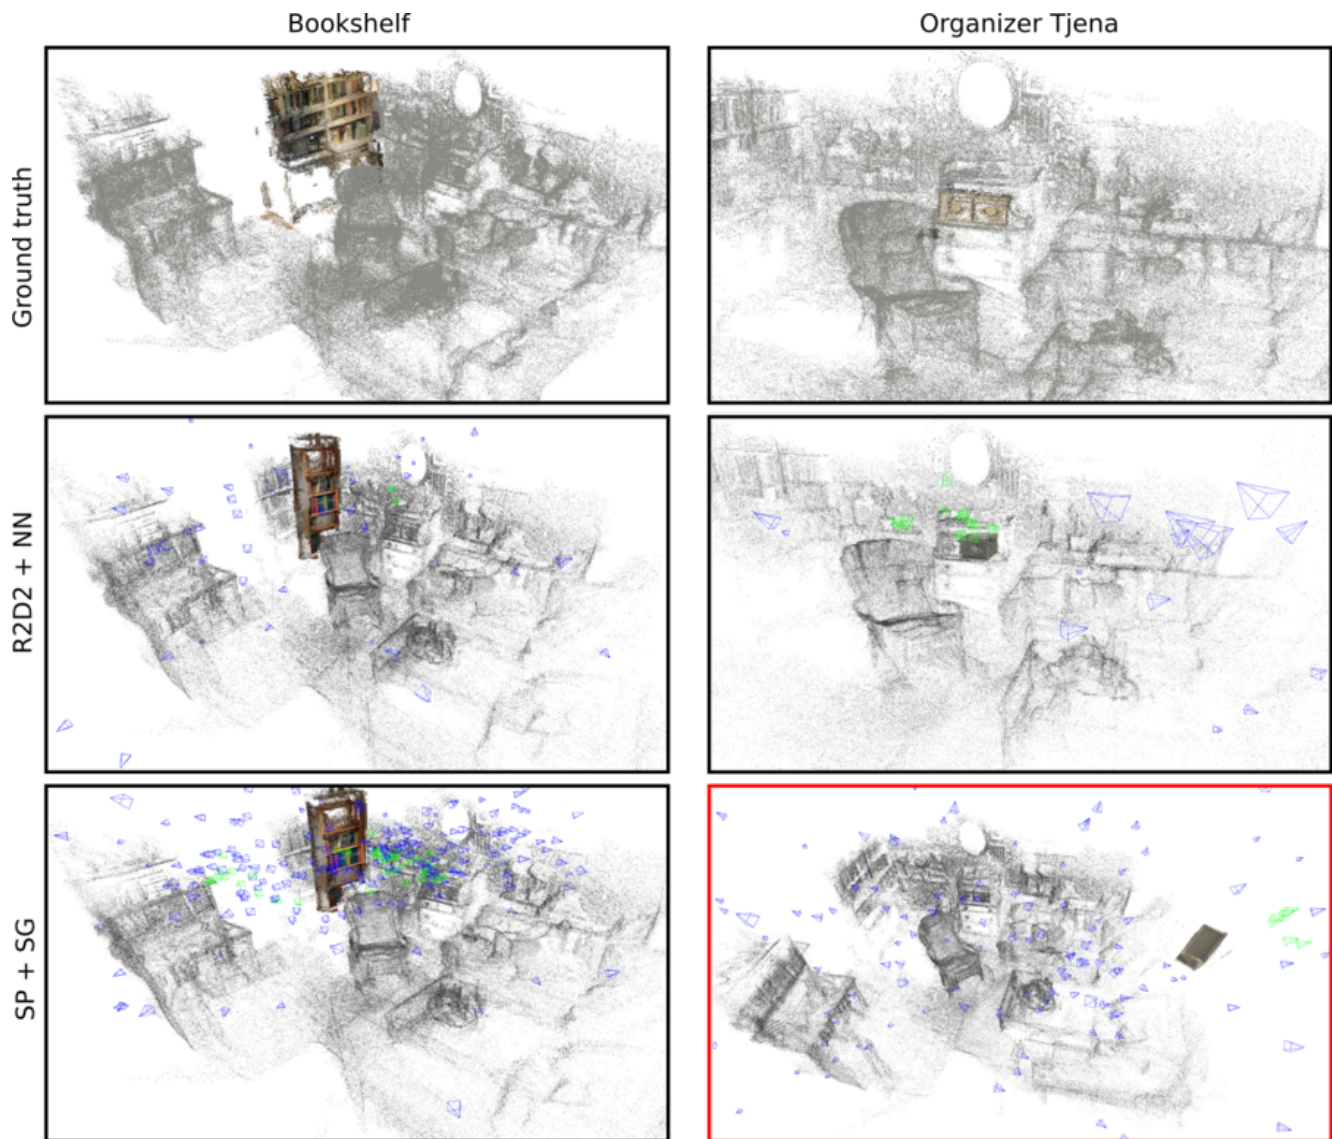 Bookshelf
Organizer Tjena
Ground truth
R2D2 + NN
SP + SG